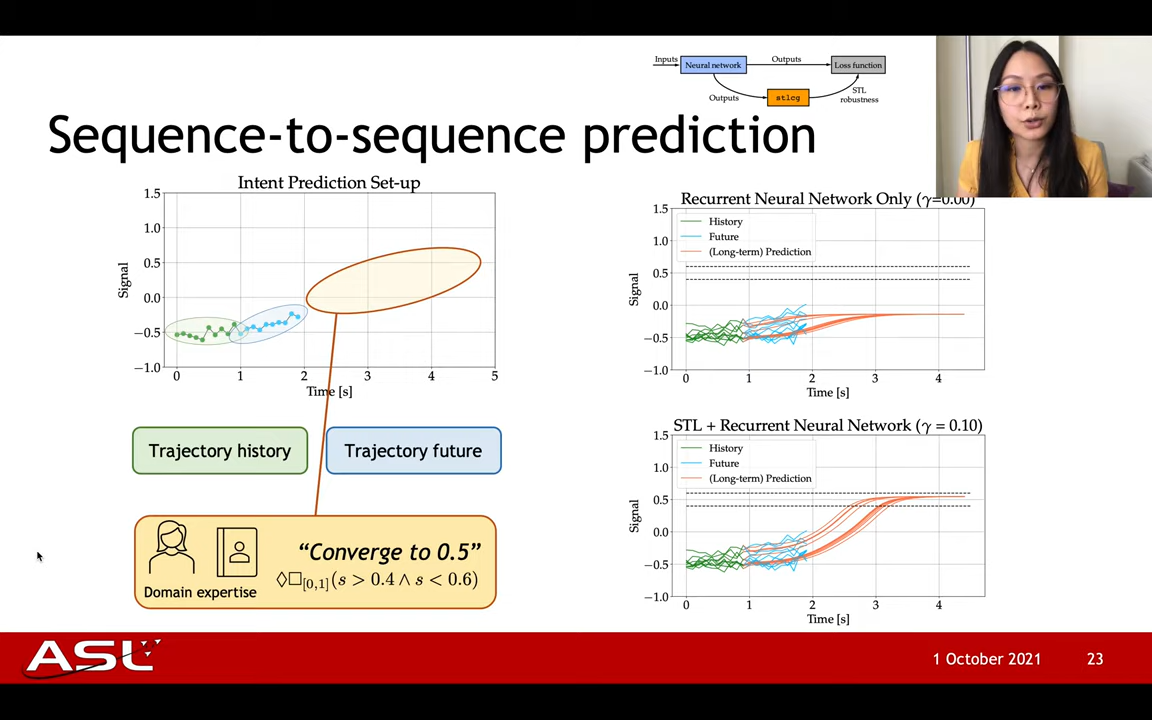 Inputs
Neural network
Outputs
Loss function
Outputs
stlcg
STL
robustness
Sequence-to-sequence prediction
Intent Prediction Set-up
1.5
1.0
0.5
0.0
−0.5
−1.0
Signal
0 1 2 3 4 5
Time [s]
Trajectory history
Trajectory future
Domain expertise
“Converge to 0.5”
◊□[0,1](s > 0.4 ∧ s < 0.6)
Recurrent Neural Network Only (γ=0.00)
1.5
1.0
0.5
0.0
−0.5
−1.0
Signal
History
Future
(Long-term) Prediction
0 1 2 3 4
Time [s]
STL + Recurrent Neural Network (γ = 0.10)
1.5
1.0
0.5
0.0
−0.5
−1.0
Signal
History
Future
(Long-term) Prediction
0 1 2 3 4
Time [s]
ASL
1 October 2021
23